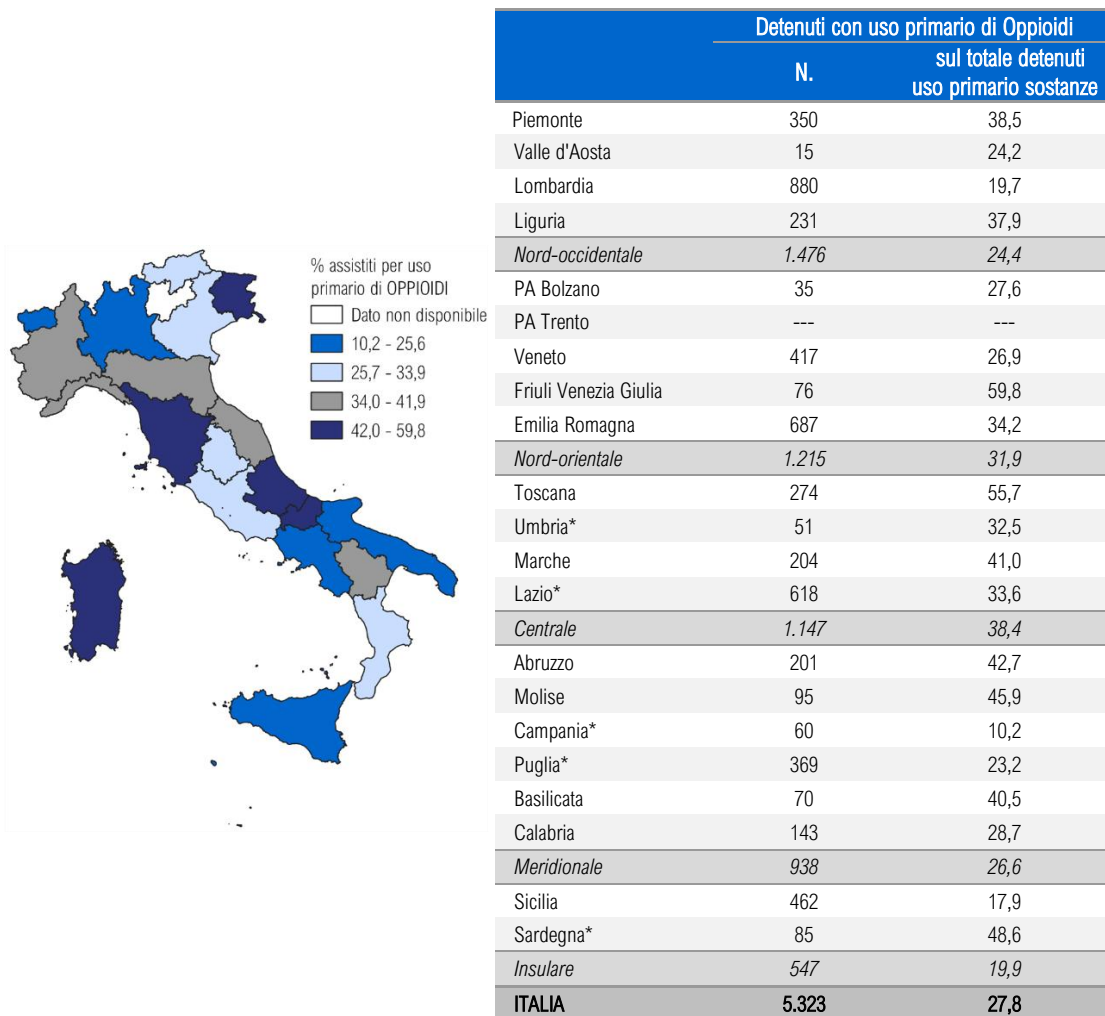 % assistiti per uso
primario di OPPIOIDI
Dato non disponibile
10,2 - 25,6
25,7 - 33,9
34,0 - 41,9
42,0 - 59,8
Detenuti con uso primario di Oppioidi
N. sul totale detenuti uso primario sostanze
Piemonte 350 38,5
Valle d'Aosta 15 24,2
Lombardia 880 19,7
Liguria 231 37,9
Nord-occidentale 1.476 24,4
PA Bolzano 35 27,6
PA Trento --- ---
Veneto 417 26,9
Friuli Venezia Giulia 76 59,8
Emilia Romagna 687 34,2
Nord-orientale 1.215 31,9
Toscana 274 55,7
Umbria* 51 32,5
Marche 204 41,0
Lazio* 618 33,6
Centrale 1.147 38,4
Abruzzo 201 42,7
Molise 95 45,9
Campania* 60 10,2
Puglia* 369 23,2
Basilicata 70 40,5
Calabria 143 28,7
Meridionale 938 26,6
Sicilia 462 17,9
Sardegna* 85 48,6
Insulare 547 19,9
ITALIA 5.323 27,8